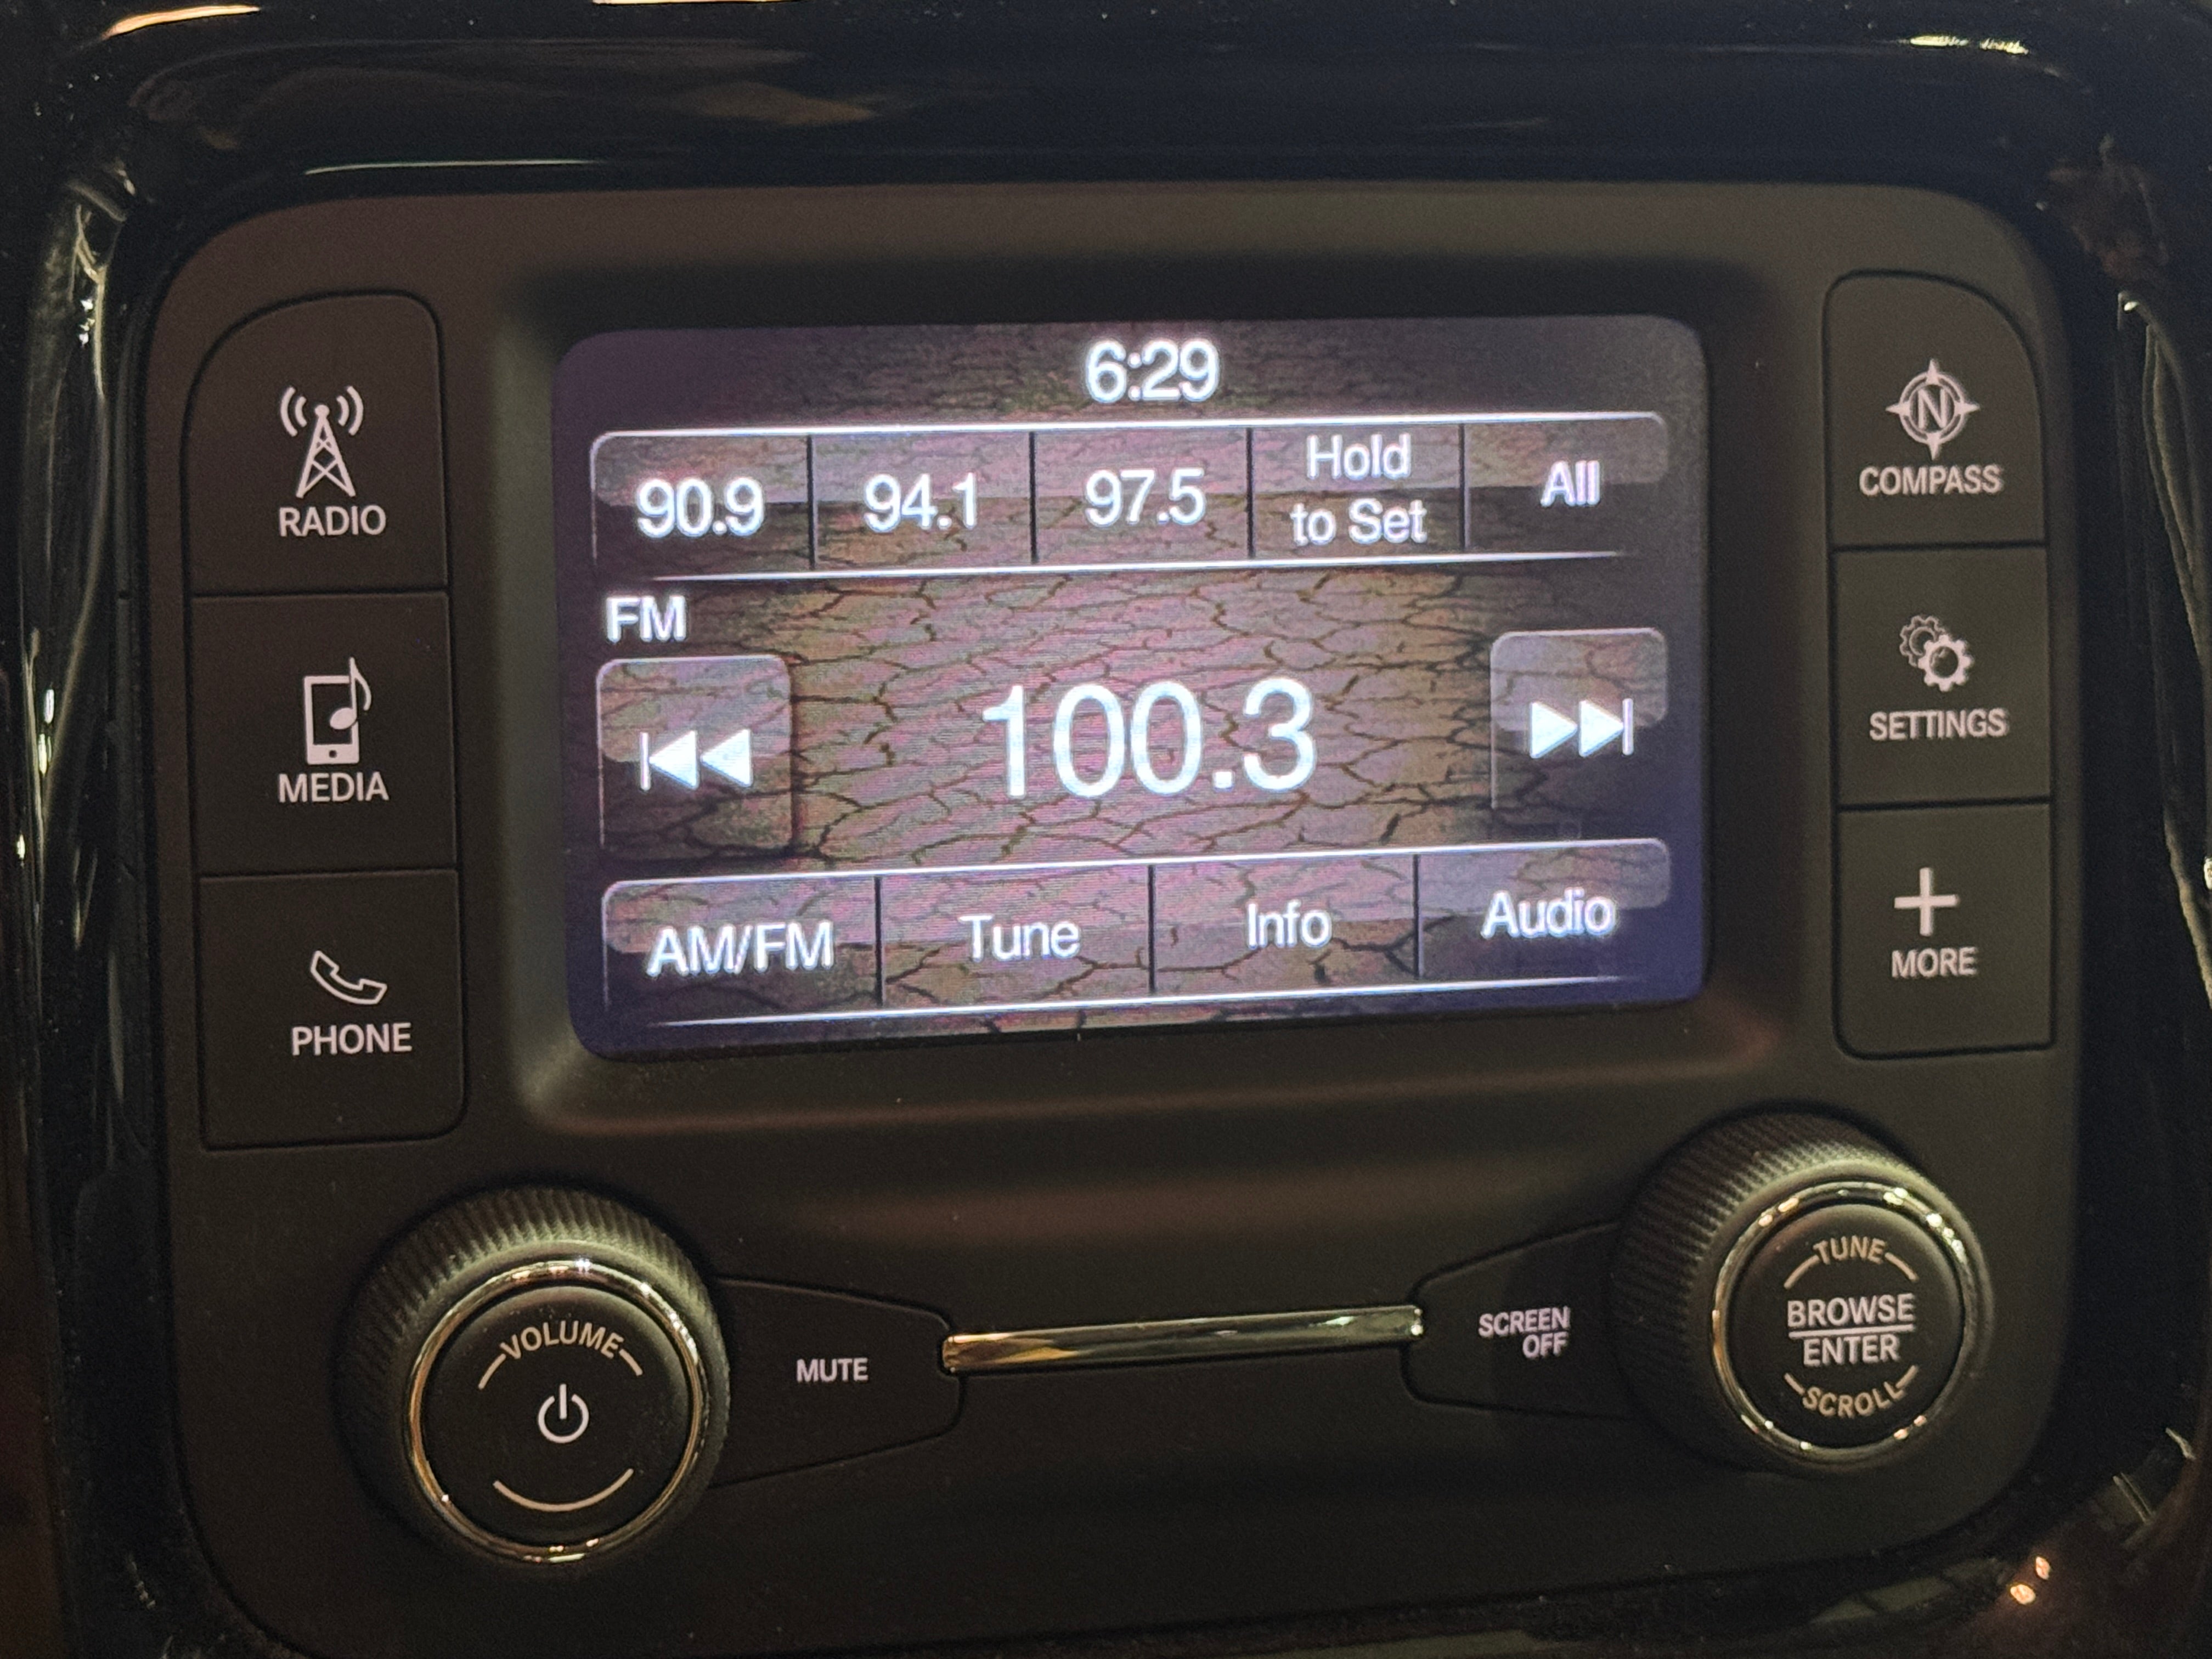 6:29
90.9 94.1 97.5 Hold to Set All
FM
100.3
AM/FM Tune Info Audio
RADIO
MEDIA
PHONE
N
COMPASS
SETTINGS
MORE
VOLUME
MUTE
SCREEN
OFF
TUNE
BROWSE
ENTER
SCROLL